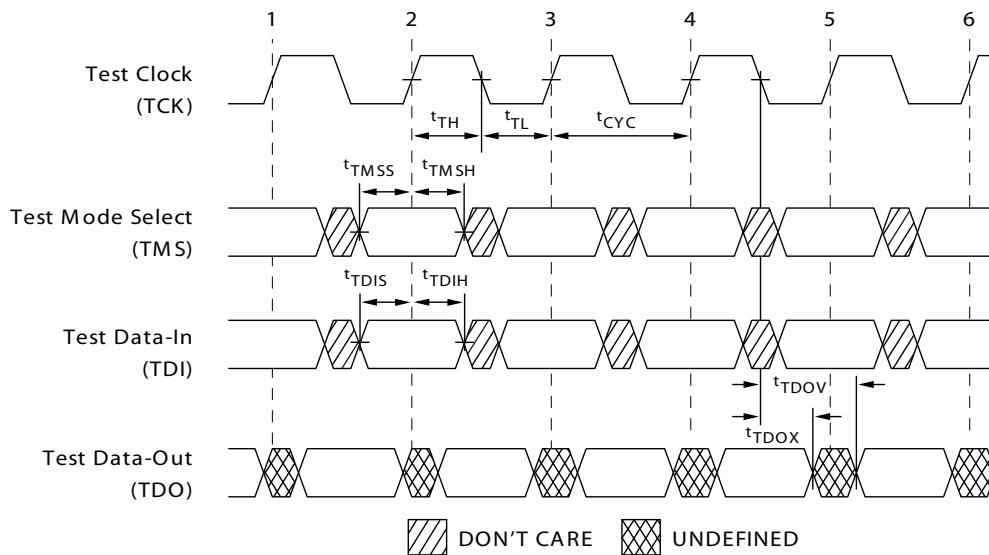 1 2 3 4 5 6
Test Clock
(TCK)
tTH tTL tCYC
tTMSS tTMSH
Test Mode Select
(TMS)
tTDIS tTDIH
Test Data-In
(TDI)
tTDOV
tTDOX
Test Data-Out
(TDO)
DON'T CARE UNDEFINED